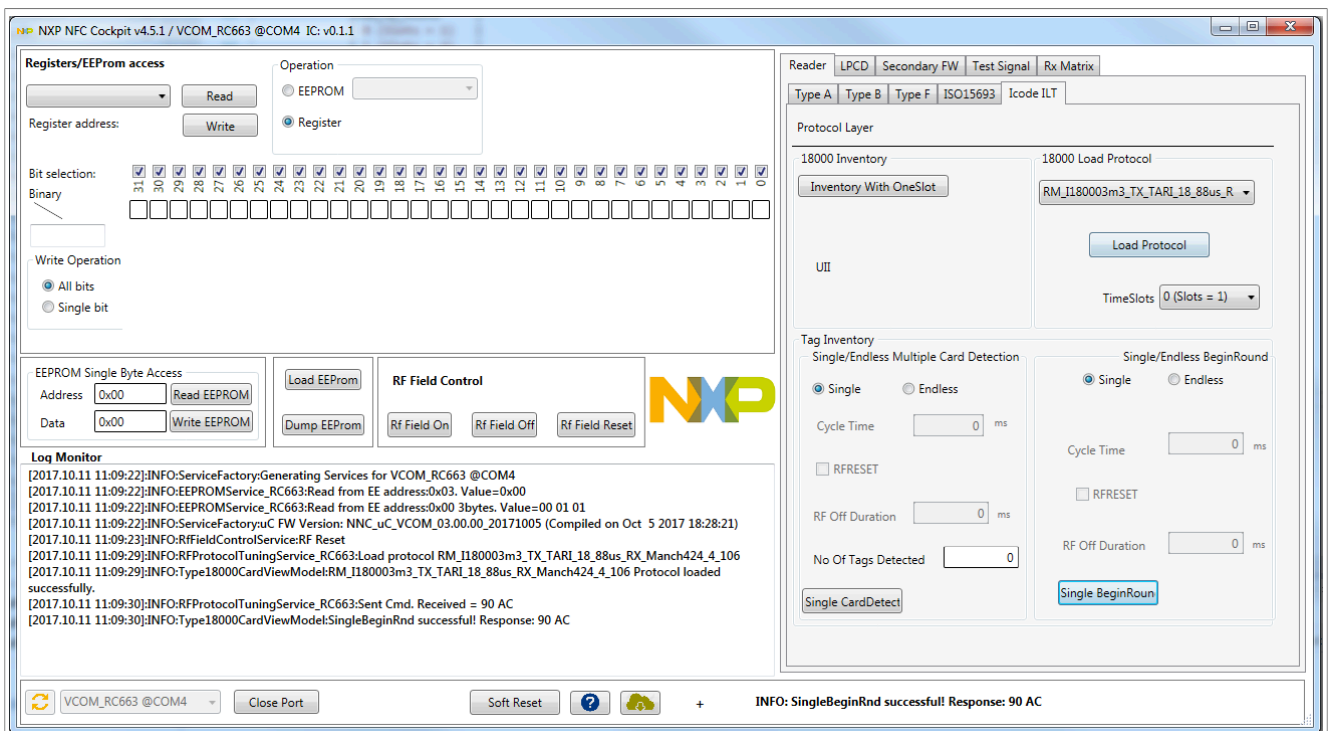 NXP NFC Cockpit v4.5.1 / VCOM_RC663 @COM4 IC: v0.1.1
Registers/EEProm access
Read
Register address:
Write
Operation
EEPROM
Register
Bit selection:
31 30 29 28 27 26 25 24 23 22 21 20 19 18 17 16 15 14 13 12 11 10 9 8 7 6 5 4 3 2 1 0
Binary
Write Operation
All bits
Single bit
EEPROM Single Byte Access
Address 0x00 Read EEPROM
Data 0x00 Write EEPROM
Load EEProm
Dump EEProm
RF Field Control
Rf Field On Rf Field Off Rf Field Reset
NXP
Log Monitor
[2017.10.11 11:09:22]:INFO:ServiceFactory:Generating Services for VCOM_RC663 @COM4
[2017.10.11 11:09:22]:INFO:EEPROMService_RC663:Read from EE address:0x03. Value=0x00
[2017.10.11 11:09:22]:INFO:EEPROMService_RC663:Read from EE address:0x00 3bytes. Value=00 01 01
[2017.10.11 11:09:22]:INFO:ServiceFactory:uC FW Version: NNC_uC_VCOM_03.00.00_20171005 (Compiled on Oct 5 2017 18:28:21)
[2017.10.11 11:09:23]:INFO:RfFieldControlService:RF Reset
[2017.10.11 11:09:29]:INFO:RFProtocolTuningService_RC663:Load protocol RM_I180003m3_TX_TARI_18_88us_RX_Manch424_4_106
[2017.10.11 11:09:29]:INFO:Type18000CardViewModel:RM_I180003m3_TX_TARI_18_88us_RX_Manch424_4_106 Protocol loaded
successfully.
[2017.10.11 11:09:30]:INFO:RFProtocolTuningService_RC663:Sent Cmd. Received = 90 AC
[2017.10.11 11:09:30]:INFO:Type18000CardViewModel:SingleBeginRnd successful! Response: 90 AC
Reader LPCD Secondary FW Test Signal Rx Matrix
Type A Type B Type F ISO15693 Icode ILT
Protocol Layer
18000 Inventory
Inventory With OneSlot
UII
18000 Load Protocol
RM_I180003m3_TX_TARI_18_88us_R
Load Protocol
TimeSlots 0 (Slots = 1)
Tag Inventory
Single/Endless Multiple Card Detection
Single Endless
Cycle Time 0 ms
RFRESET
RF Off Duration 0 ms
No Of Tags Detected 0
Single CardDetect
Single/Endless BeginRound
Single Endless
Cycle Time 0 ms
RFRESET
RF Off Duration 0 ms
Single BeginRoun
VCOM_RC663 @COM4 Close Port Soft Reset ? + INFO: SingleBeginRnd successful! Response: 90 AC